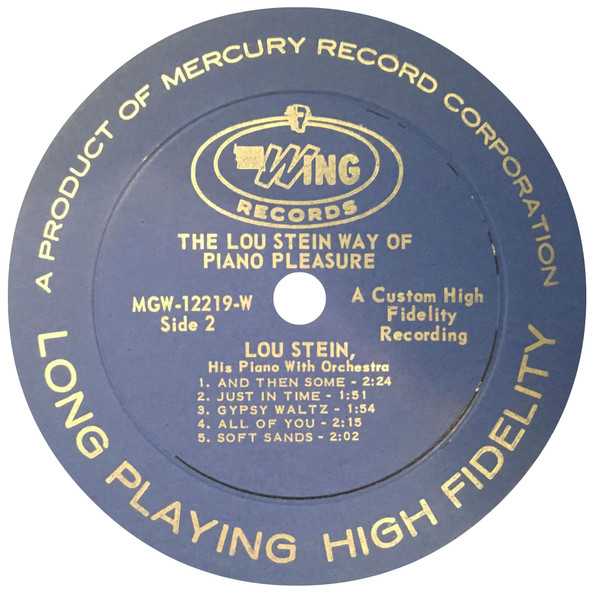 A PRODUCT OF MERCURY RECORD CORPORATION
WING
RECORDS
THE LOU STEIN WAY OF
PIANO PLEASURE
MGW-12219-W
Side 2
A Custom High
Fidelity
Recording
LOU STEIN,
His Piano With Orchestra
1. AND THEN SOME - 2:24
2. JUST IN TIME - 1:51
3. GYPSY WALTZ - 1:54
4. ALL OF YOU - 2:15
5. SOFT SANDS - 2:02
LONG PLAYING HIGH FIDELITY